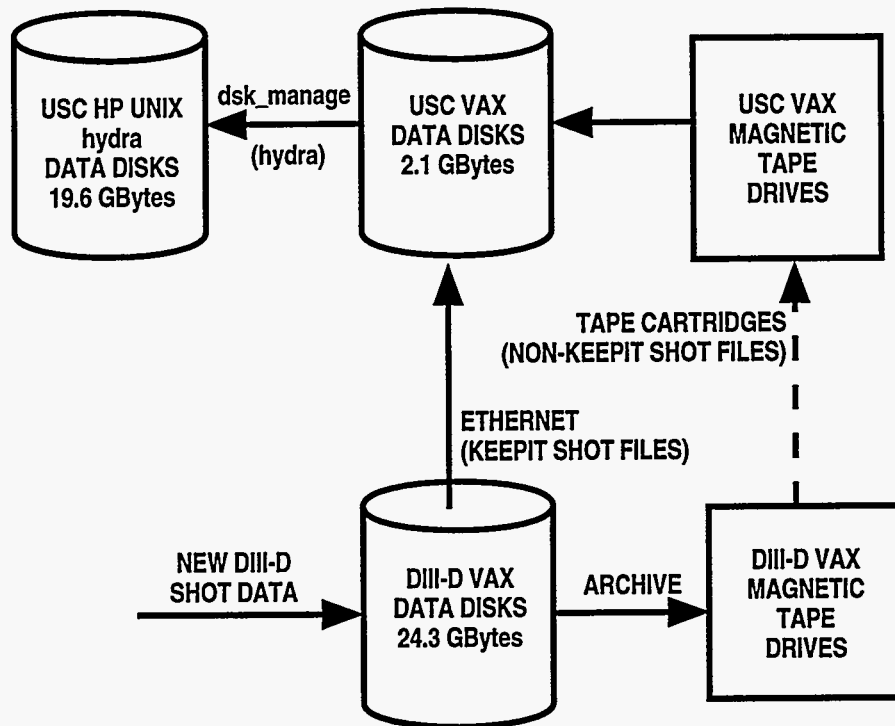 USC HP UNIX
hydra
DATA DISKS
19.6 GBytes
dsk_manage
(hydra)
USC VAX
DATA DISKS
2.1 GBytes
USC VAX
MAGNETIC
TAPE
DRIVES
TAPE CARTRIDGES
(NON-KEEPIT SHOT FILES)
ETHERNET
(KEEPIT SHOT FILES)
NEW DIII-D
SHOT DATA
DIII-D VAX
DATA DISKS
24.3 GBytes
ARCHIVE
DIII-D VAX
MAGNETIC
TAPE
DRIVES